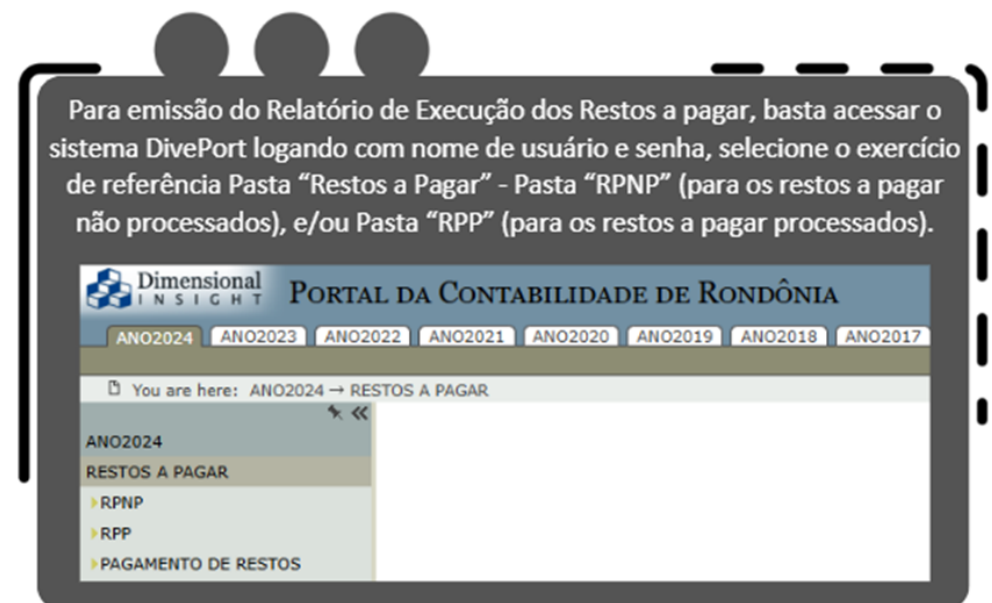 Para emissão do Relatório de Execução dos Restos a pagar, basta acessar o
sistema DivePort logando com nome de usuário e senha, selecione o exercício
de referência Pasta “Restos a Pagar” - Pasta “RPNP” (para os restos a pagar
não processados), e/ou Pasta “RPP” (para os restos a pagar processados).
Dimensional
INSIGHT
PORTAL DA CONTABILIDADE DE RONDÔNIA
ANO2024 ANO2023 ANO2022 ANO2021 ANO2020 ANO2019 ANO2018 ANO2017
You are here: ANO2024 → RESTOS A PAGAR
ANO2024
RESTOS A PAGAR
RPNP
RPP
PAGAMENTO DE RESTOS